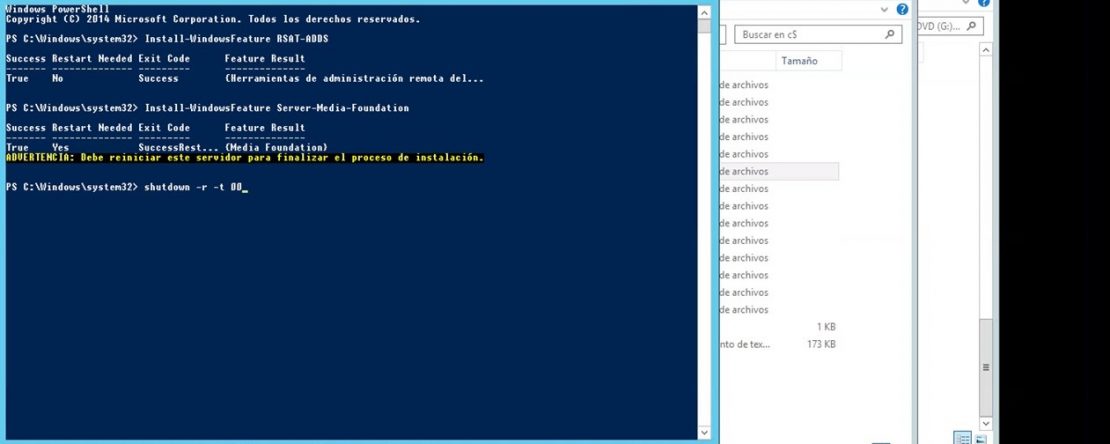 Windows PowerShell
Copyright (C) 2014 Microsoft Corporation. Todos los derechos reservados.
PS C:\Windows\system32> Install-WindowsFeature RSAT-ADDS
Success Restart Needed Exit Code      Feature Result
------- -------------- ---------      --------------
True    No             Success        {Herramientas de administración remota del...
PS C:\Windows\system32> Install-WindowsFeature Server-Media-Foundation
Success Restart Needed Exit Code      Feature Result
------- -------------- ---------      --------------
True    Yes            SuccessRest... {Media Foundation}
ADVERTENCIA: Debe reiniciar este servidor para finalizar el proceso de instalación.
PS C:\Windows\system32> shutdown -r -t 00_
Buscar en c$
DVD (G:)...
Tamaño
de archivos
de archivos
de archivos
de archivos
de archivos
de archivos
de archivos
de archivos
de archivos
de archivos
de archivos
de archivos
de archivos
de archivos
1 KB
nto de tex... 173 KB